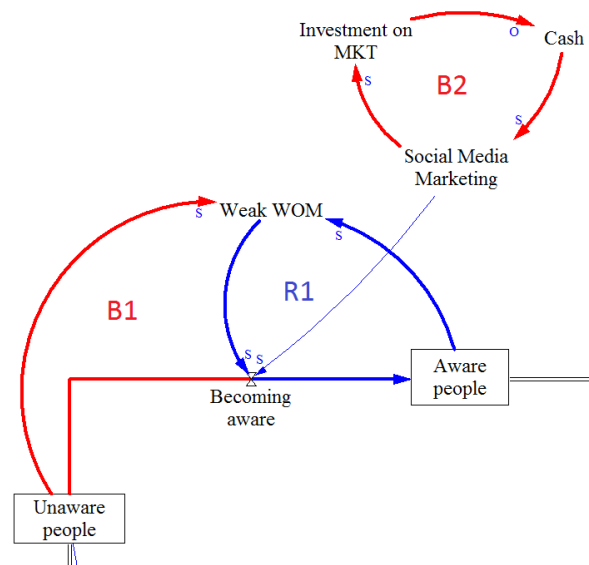 Investment on
MKT
O
Cash
S
B2
S
Social Media
Marketing
S
Weak WOM
S
B1
R1
S
S
Becoming
aware
Aware
people
Unaware
people